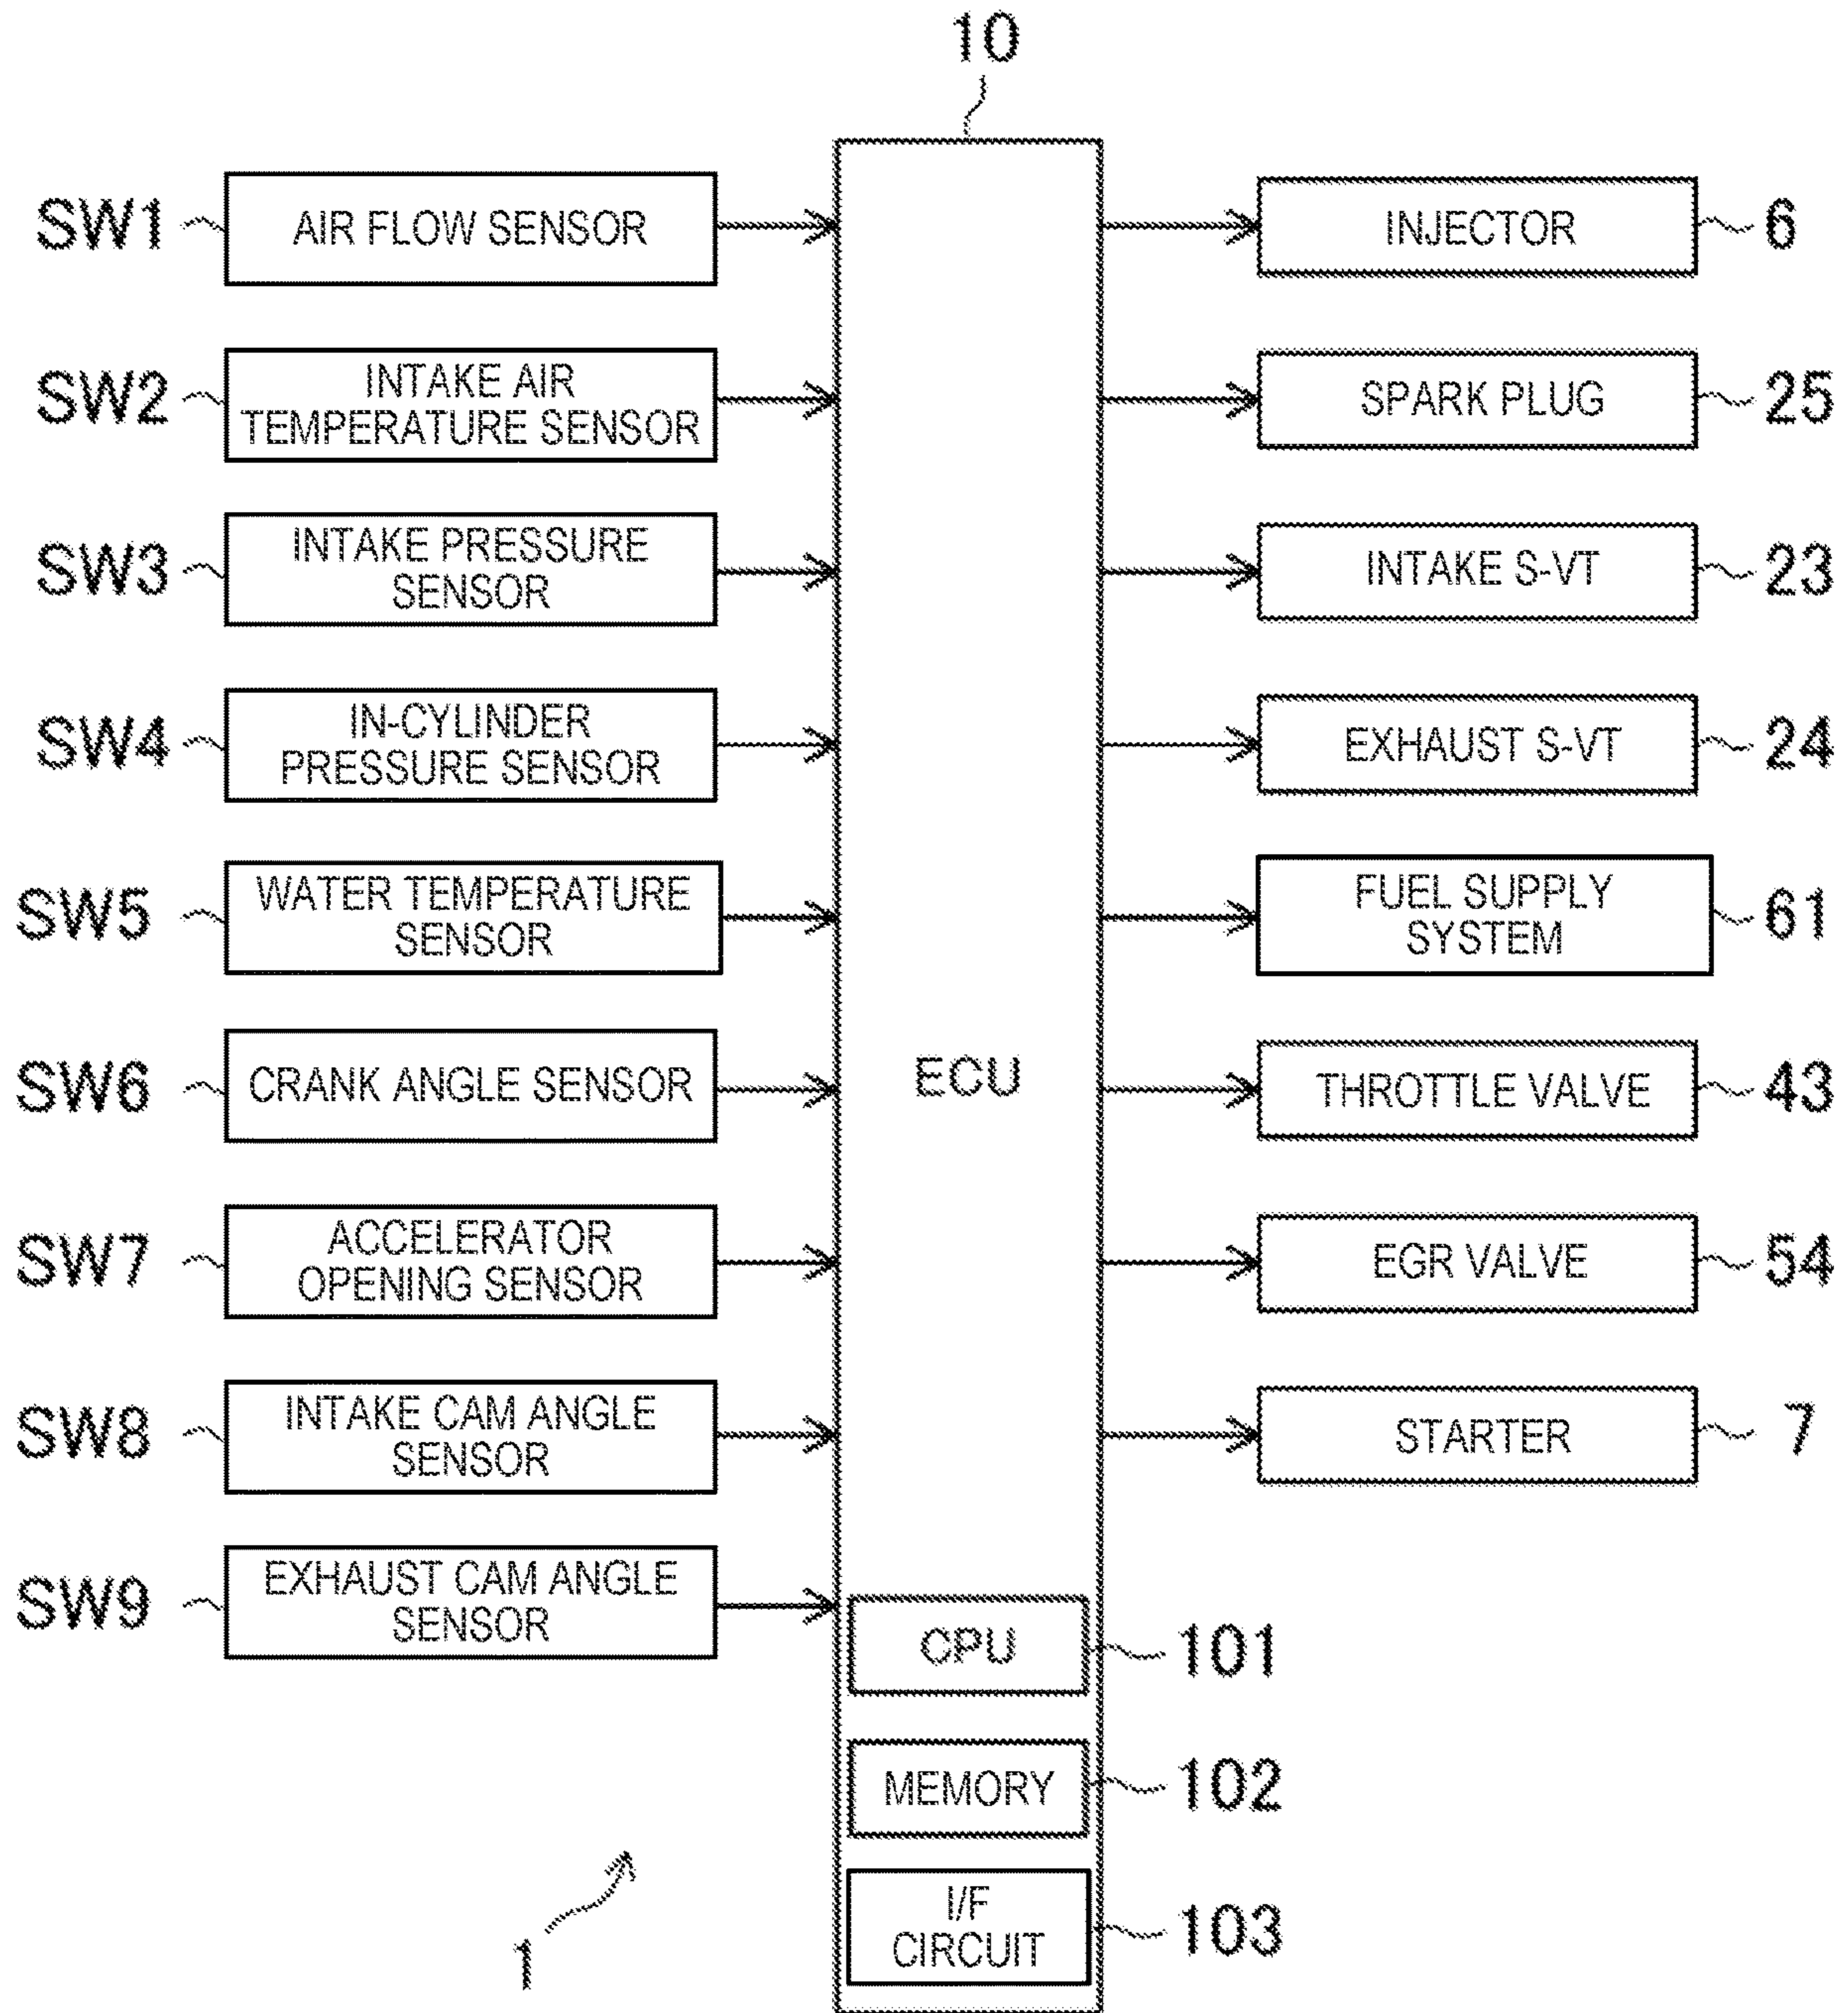 10
SW1
AIR FLOW SENSOR
INJECTOR
6
SW2
INTAKE AIR
TEMPERATURE SENSOR
SPARK PLUG
25
SW3
INTAKE PRESSURE
SENSOR
INTAKE S-VT
23
SW4
IN-CYLINDER
PRESSURE SENSOR
EXHAUST S-VT
24
SW5
WATER TEMPERATURE
SENSOR
FUEL SUPPLY
SYSTEM
61
SW6
CRANK ANGLE SENSOR
ECU
THROTTLE VALVE
43
SW7
ACCELERATOR
OPENING SENSOR
EGR VALVE
54
SW8
INTAKE CAM ANGLE
SENSOR
STARTER
7
SW9
EXHAUST CAM ANGLE
SENSOR
CPU
101
MEMORY
102
I/F
CIRCUIT
103
1